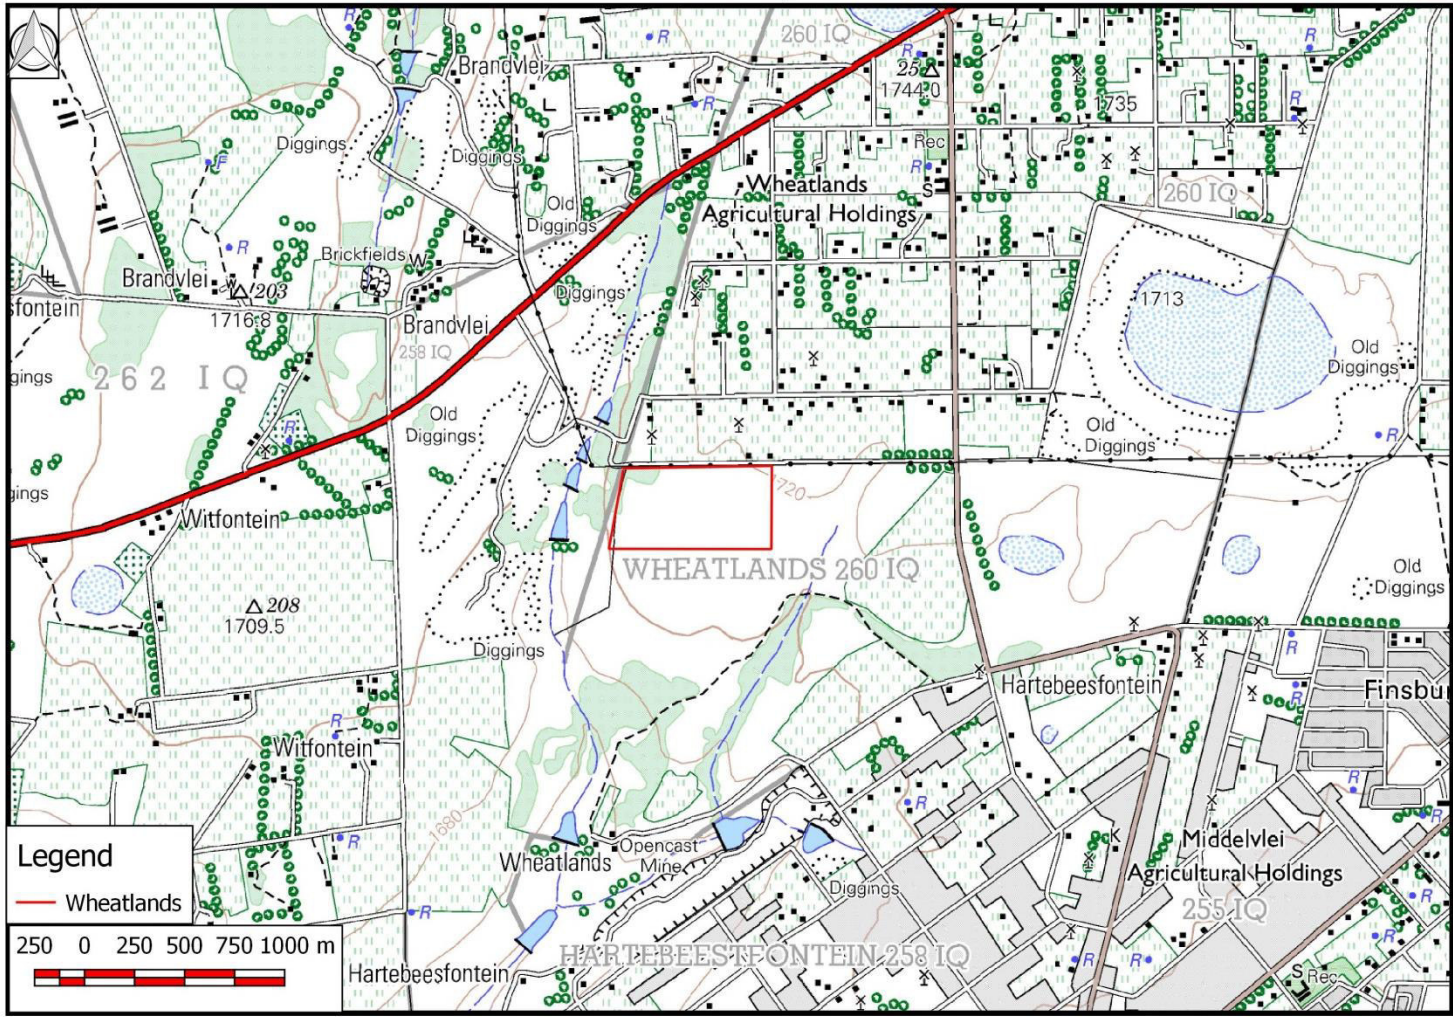 260 IQ
R
R
R
Brandvlei
25
1744.0
R
1735
R
Diggings
Diggings
Rec
R
Wheatlands
Agricultural Holdings
S
260 IQ
Old
Diggings
R
Brickfields
W
Brandvlei
W
203
1716.8
Diggings
1713
sfontein
Brandvlei
258 IQ
Old
Diggings
262 IQ
gings
Old
Diggings
R
Old
Diggings
R
gings
1720
Witfontein
WHEATLANDS 260 IQ
Old
Diggings
208
1709.5
Diggings
R
Hartebeesfontein
R
Finsbu
R
Witfontein
R
R
1680
R
Legend
Wheatlands
Wheatlands
Opencast
Mine
K
Middelvlei
Agricultural Holdings
Diggings
255 IQ
R
R
R
250 0 250 500 750 1000 m
HARTEBEESTFONTEIN 258 IQ
Hartebeesfontein
R
R
S Rec